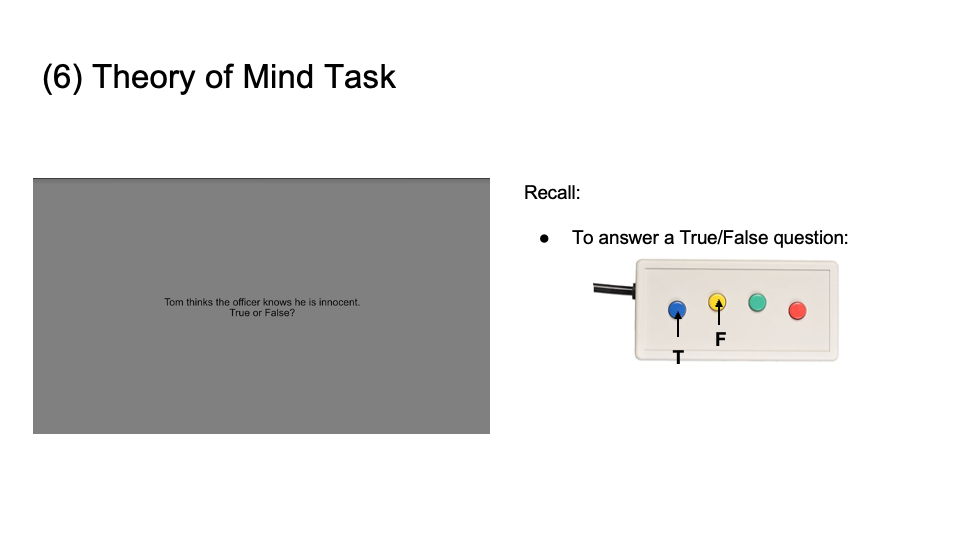 (6) Theory of Mind Task
Tom thinks the officer knows he is innocent.
True or False?
Recall:
● To answer a True/False question:
T
F